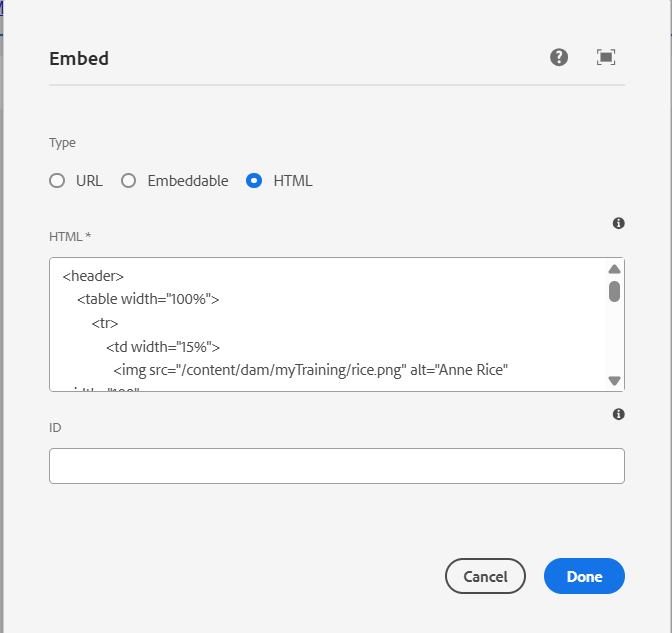 Embed
Type
URL Embeddable HTML
HTML *
<header>
<table width="100%">
<tr>
<td width="15%">
<img src="/content/dam/myTraining/rice.png" alt="Anne Rice"
ID
Cancel Done